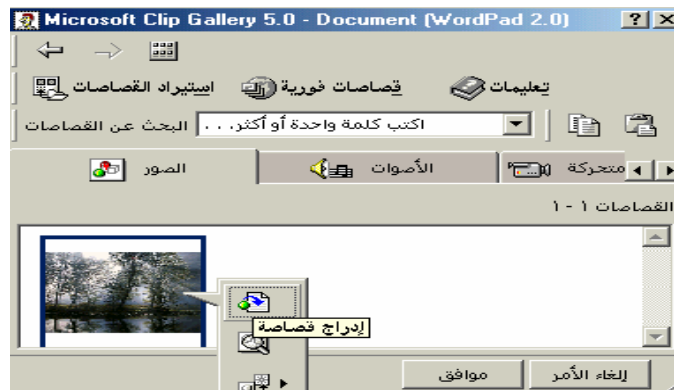 Microsoft Clip Gallery 5.0 - Document (WordPad 2.0)
استيراد القصاصات قصاصات فورية تعليمات
البحث عن القصاصات اكتب كلمة واحدة أو أكثر. . .
الصور الأصوات متحركة
القصاصات ١ - ١
إدراج قصاصة
موافق إلغاء الأمر